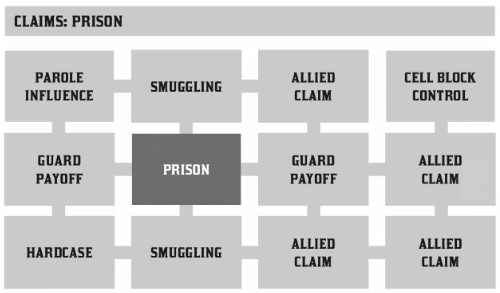 CLAIMS: PRISON
PAROLE
INFLUENCE
SMUGGLING
ALLIED
CLAIM
CELL BLOCK
CONTROL
GUARD
PAYOFF
PRISON
GUARD
PAYOFF
ALLIED
CLAIM
HARDCASE
SMUGGLING
ALLIED
CLAIM
ALLIED
CLAIM